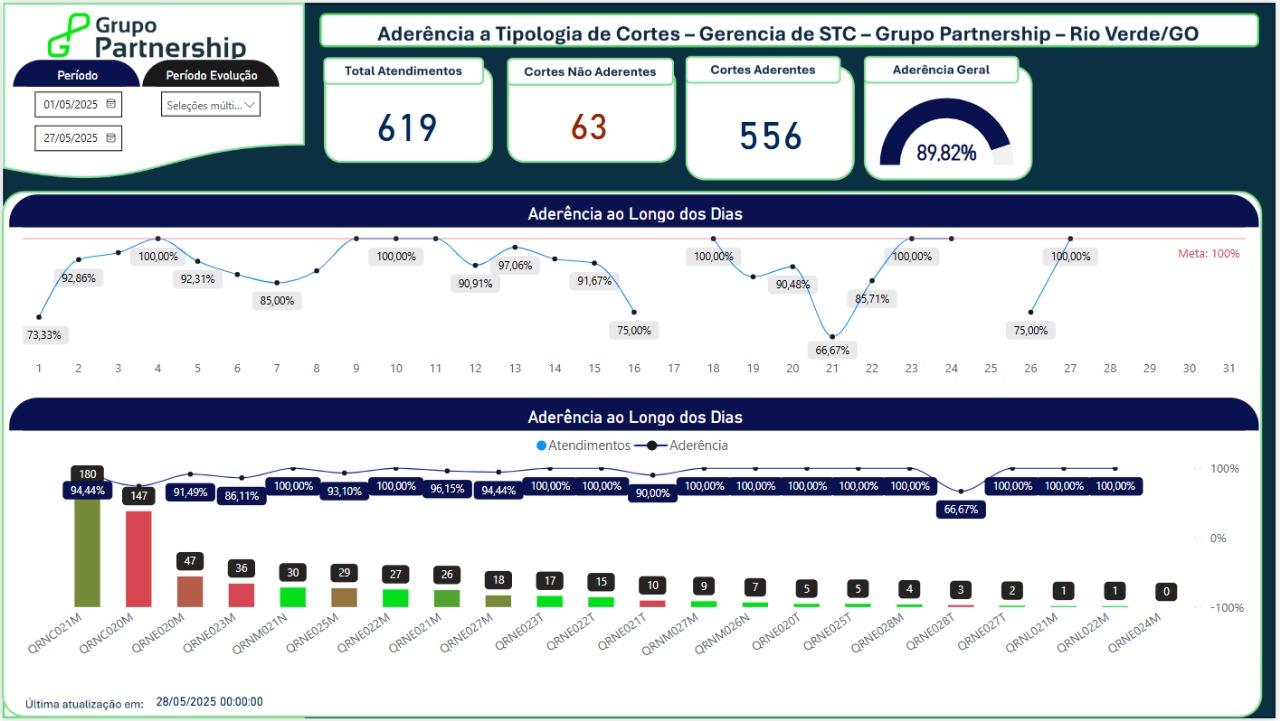 Grupo
Partnership
Aderência a Tipologia de Cortes – Gerencia de STC – Grupo Partnership – Rio Verde/GO
Período
Período Evolução
01/05/2025
Seleções múlti...
27/05/2025
Total Atendimentos
619
Cortes Não Aderentes
63
Cortes Aderentes
556
Aderência Geral
89,82%
Aderência ao Longo dos Dias
Meta: 100%
73,33% 92,86% 100,00% 92,31% 85,00% 100,00% 90,91% 97,06% 91,67% 75,00% 100,00% 90,48% 66,67% 85,71% 100,00% 75,00% 100,00%
1 2 3 4 5 6 7 8 9 10 11 12 13 14 15 16 17 18 19 20 21 22 23 24 25 26 27 28 29 30 31
Aderência ao Longo dos Dias
Atendimentos Aderência
100%
0%
-100%
94,44% 91,49% 86,11% 100,00% 93,10% 100,00% 96,15% 94,44% 100,00% 100,00% 90,00% 100,00% 100,00% 100,00% 100,00% 100,00% 66,67% 100,00% 100,00% 100,00%
180 147 47 36 30 29 27 26 18 17 15 10 9 7 5 5 4 3 2 1 1 0
QRNC021M QRNC020M QRNE020M QRNE023M QRNM021N QRNE025M QRNE022M QRNE021M QRNE027M QRNE023T QRNE022T QRNE021T QRNM027M QRNM026N QRNE020T QRNE025T QRNE028M QRNE028T QRNE027T QRNL021M QRNL022M QRNE024M
Última atualização em: 28/05/2025 00:00:00